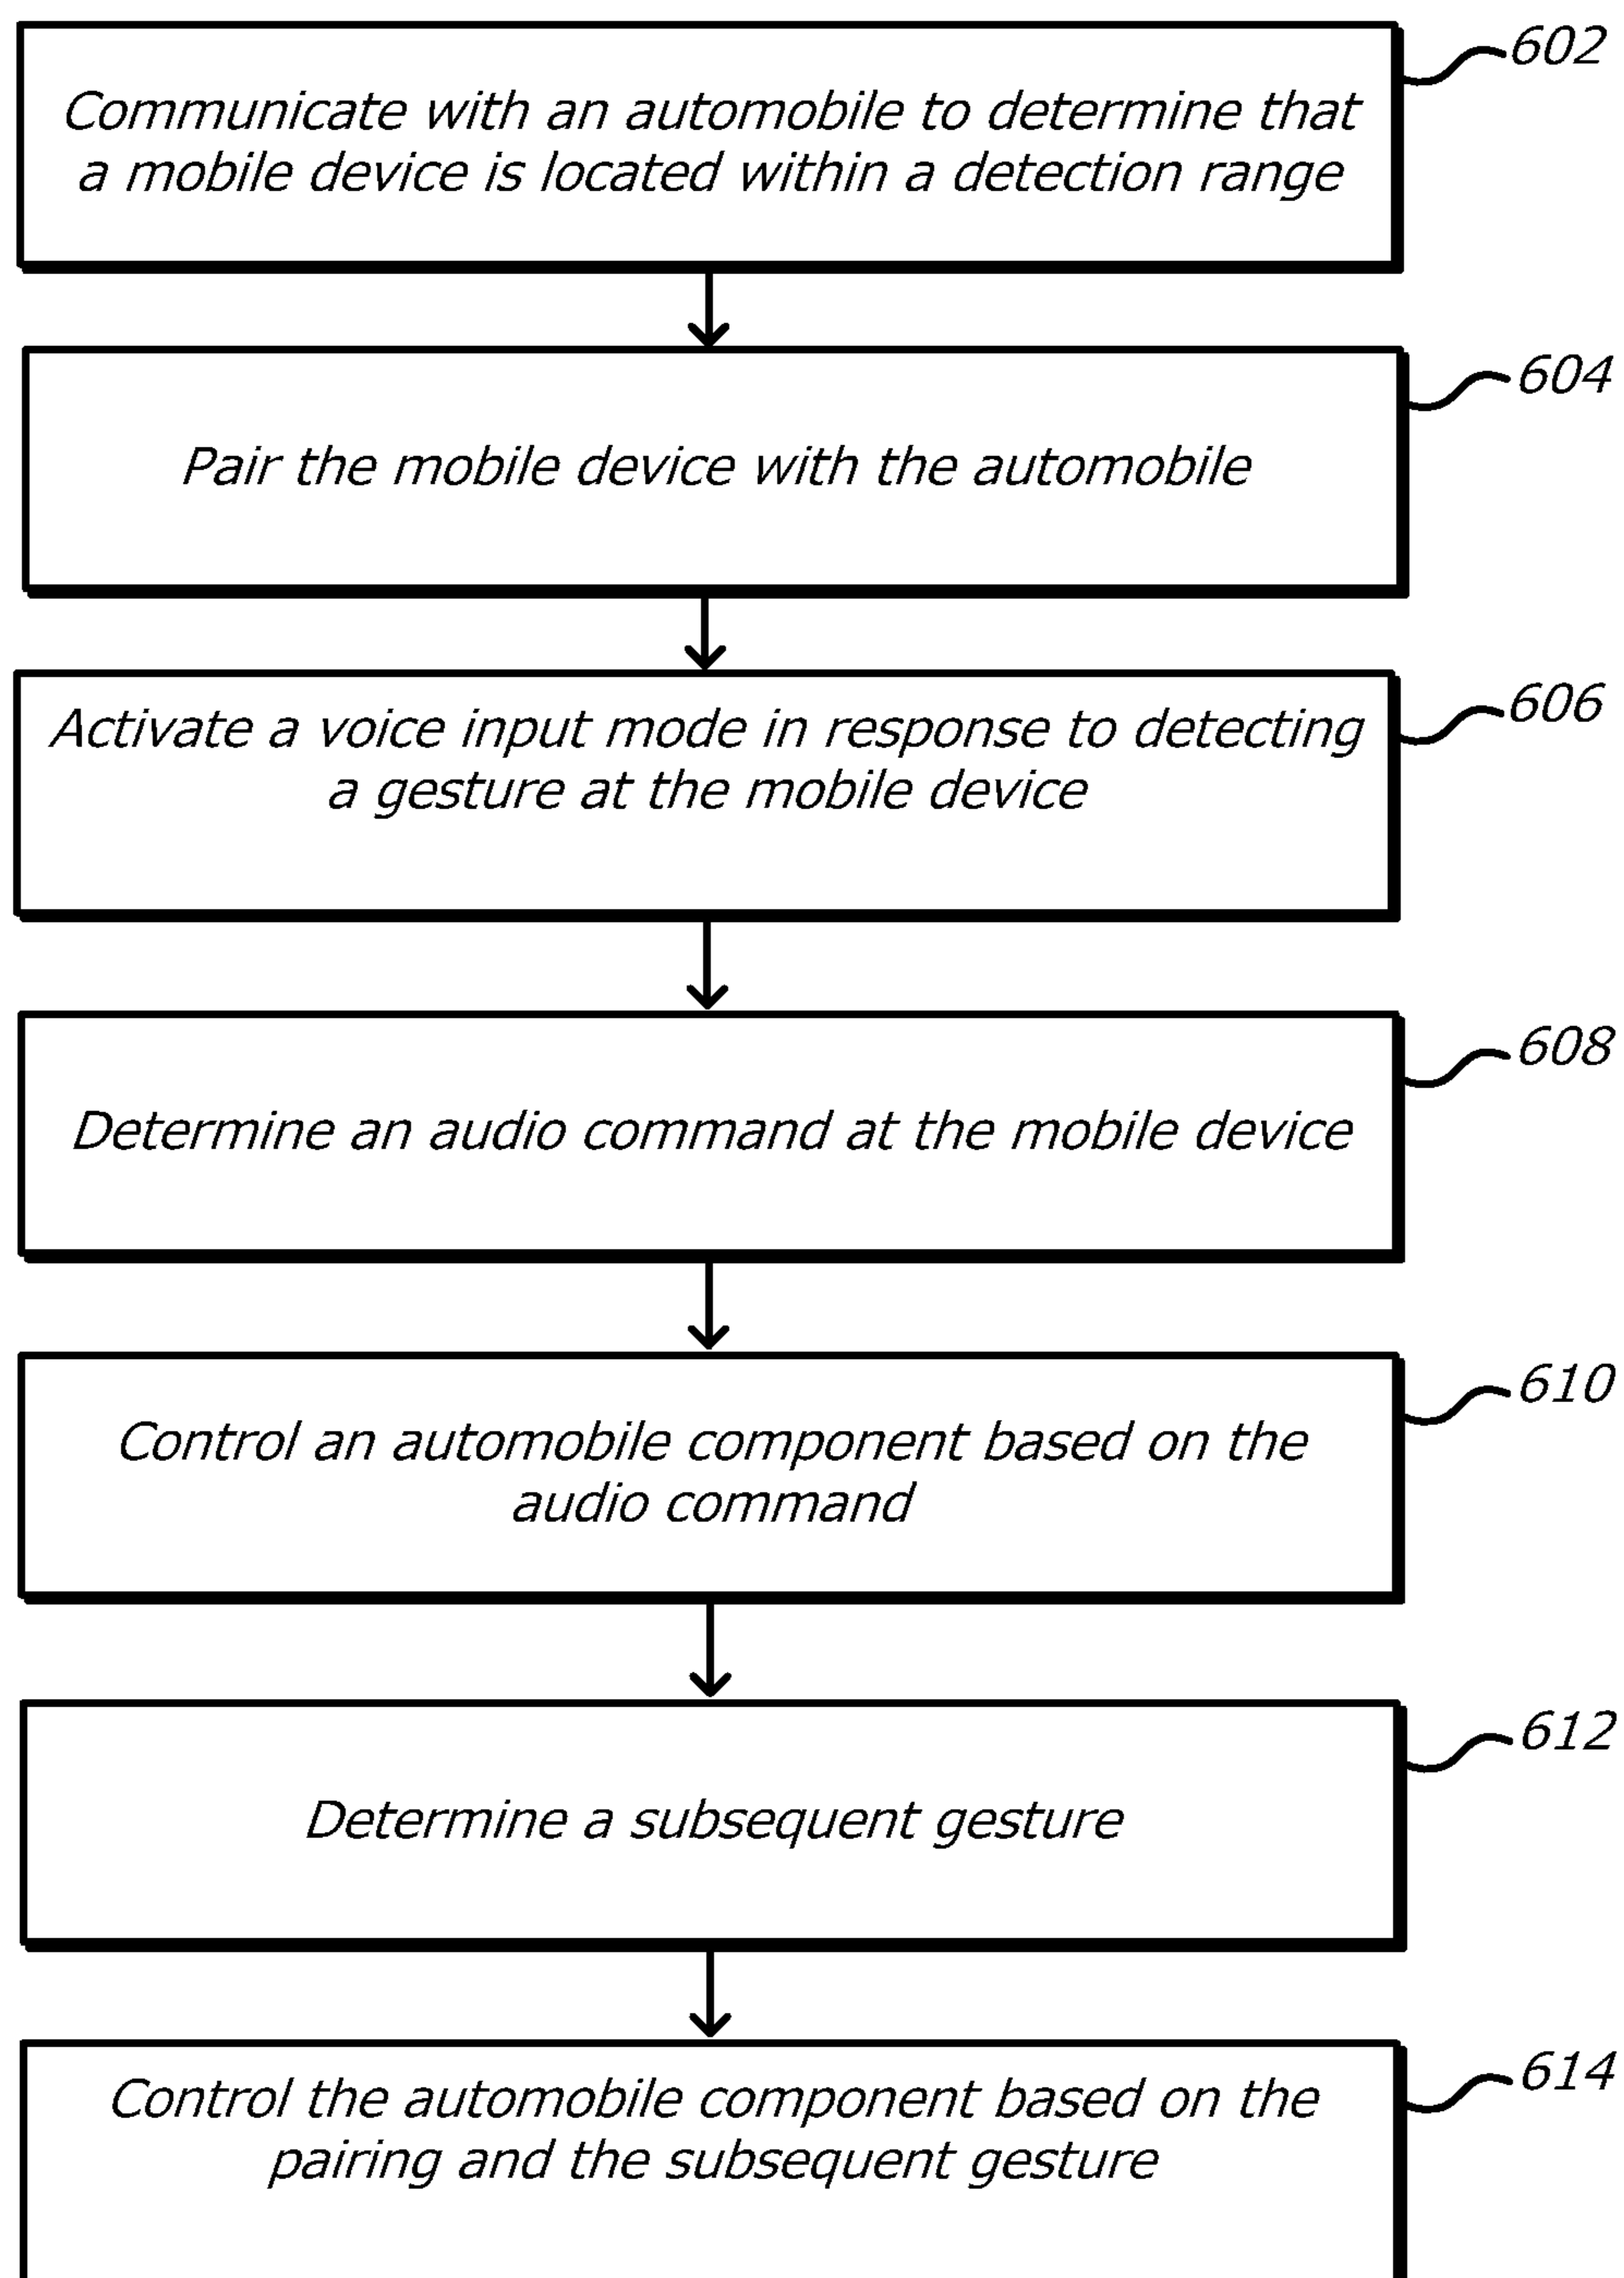 602
Communicate with an automobile to determine that
a mobile device is located within a detection range
604
Pair the mobile device with the automobile
606
Activate a voice input mode in response to detecting
a gesture at the mobile device
608
Determine an audio command at the mobile device
610
Control an automobile component based on the
audio command
612
Determine a subsequent gesture
614
Control the automobile component based on the
pairing and the subsequent gesture